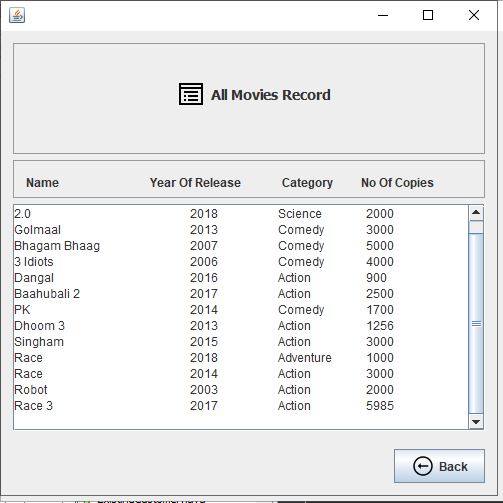 All Movies Record
Name Year Of Release Category No Of Copies
2.0 2018 Science 2000
Golmaal 2013 Comedy 3000
Bhagam Bhaag 2007 Comedy 5000
3 Idiots 2006 Comedy 4000
Dangal 2016 Action 900
Baahubali 2 2017 Action 2500
PK 2014 Comedy 1700
Dhoom 3 2013 Action 1256
Singham 2015 Action 3000
Race 2018 Adventure 1000
Race 2014 Action 3000
Robot 2003 Action 2000
Race 3 2017 Action 5985
Back